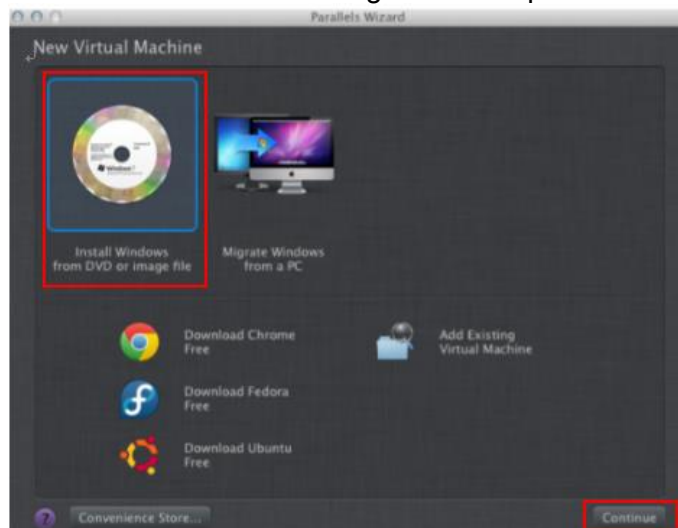 Parallels Wizard
New Virtual Machine
Install Windows
from DVD or image file
Migrate Windows
from a PC
Download Chrome
Free
Add Existing
Virtual Machine
Download Fedora
Free
Download Ubuntu
Free
?
Convenience Store...
Continue